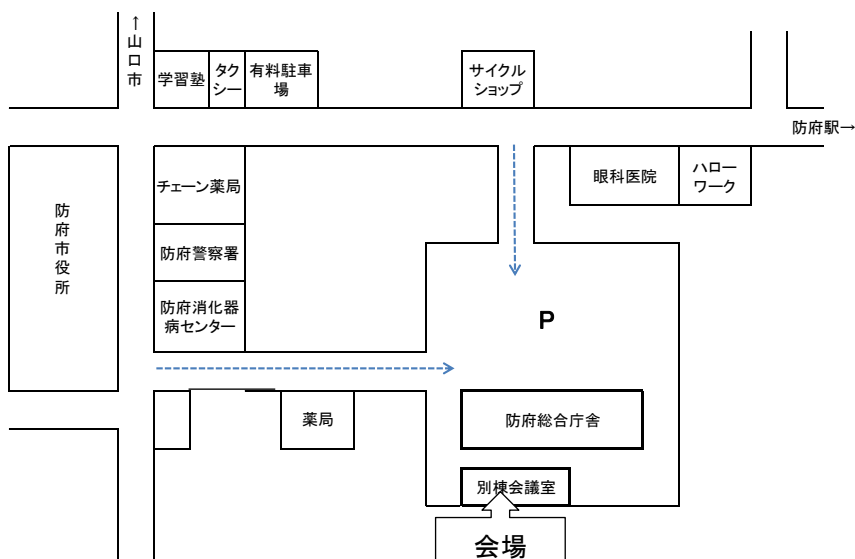 ↑山口市
学習塾
タク
シー
有料駐車
場
サイクル
ショップ
防府駅→
チェーン薬局
眼科医院
ハロー
ワーク
防府市役所
防府警察署
防府消化器
病センター
P
薬局
防府総合庁舎
別棟会議室
会場